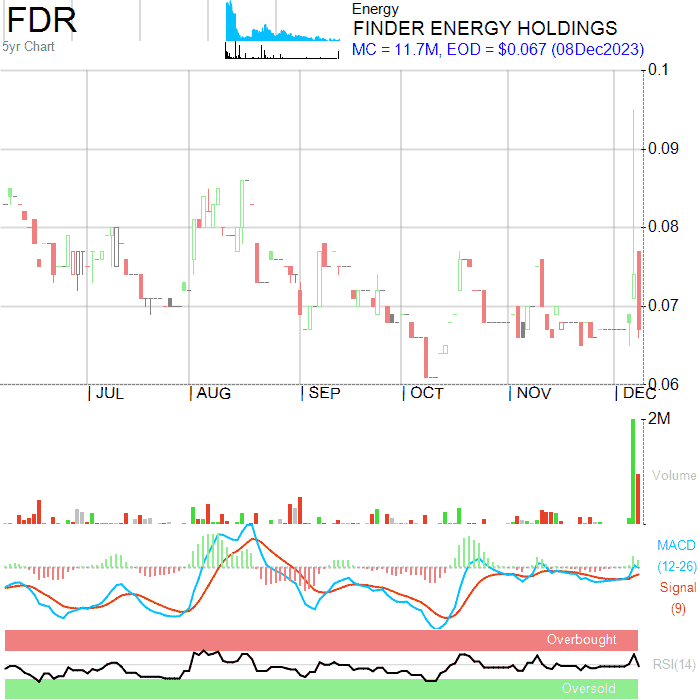 FDR
5yr Chart
Energy
FINDER ENERGY HOLDINGS
MC = 11.7M, EOD = $0.067 (08Dec2023)
0.1
0.09
0.08
0.07
0.06
JUL
AUG
SEP
OCT
NOV
DEC
2M
Volume
MACD
(12-26)
Signal
(9)
Overbought
RSI(14)
Oversold